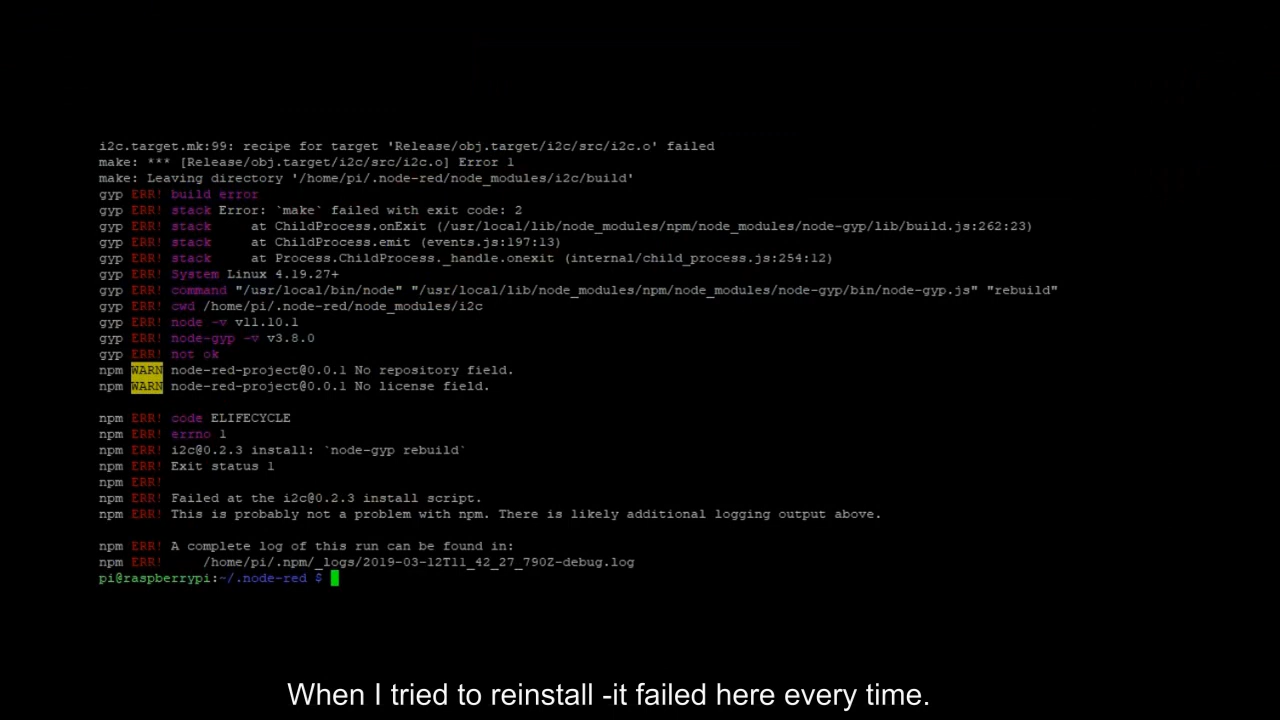 i2c.target.mk:99: recipe for target 'Release/obj.target/i2c/src/i2c.o' failed
make: *** [Release/obj.target/i2c/src/i2c.o] Error 1
make: Leaving directory '/home/pi/.node-red/node_modules/i2c/build'
gyp ERR! build error
gyp ERR! stack Error: `make` failed with exit code: 2
gyp ERR! stack     at ChildProcess.onExit (/usr/local/lib/node_modules/npm/node_modules/node-gyp/lib/build.js:262:23)
gyp ERR! stack     at ChildProcess.emit (events.js:197:13)
gyp ERR! stack     at Process.ChildProcess._handle.onexit (internal/child_process.js:254:12)
gyp ERR! System Linux 4.19.27+
gyp ERR! command "/usr/local/bin/node" "/usr/local/lib/node_modules/npm/node_modules/node-gyp/bin/node-gyp.js" "rebuild"
gyp ERR! cwd /home/pi/.node-red/node_modules/i2c
gyp ERR! node -v v11.10.1
gyp ERR! node-gyp -v v3.8.0
gyp ERR! not ok
npm WARN node-red-project@0.0.1 No repository field.
npm WARN node-red-project@0.0.1 No license field.
npm ERR! code ELIFECYCLE
npm ERR! errno 1
npm ERR! i2c@0.2.3 install: `node-gyp rebuild`
npm ERR! Exit status 1
npm ERR!
npm ERR! Failed at the i2c@0.2.3 install script.
npm ERR! This is probably not a problem with npm. There is likely additional logging output above.
npm ERR! A complete log of this run can be found in:
npm ERR!     /home/pi/.npm/_logs/2019-03-12T11_42_27_790Z-debug.log
pi@raspberrypi:~/.node-red $
When I tried to reinstall -it failed here every time.